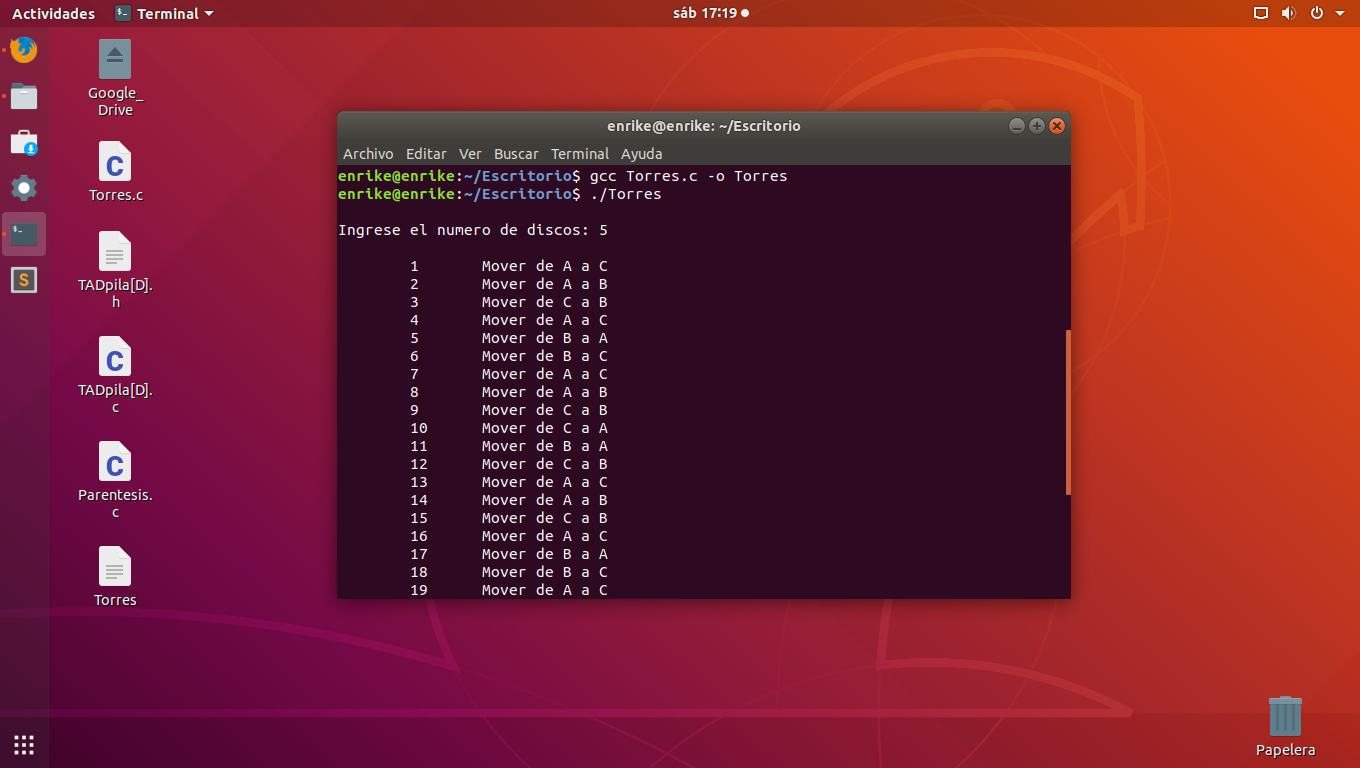 Actividades Terminal sáb 17:19
Google_
Drive
Torres.c
TADpila[D].
h
TADpila[D].
c
Parentesis.
c
Torres
enrike@enrike: ~/Escritorio
Archivo Editar Ver Buscar Terminal Ayuda
enrike@enrike:~/Escritorio$ gcc Torres.c -o Torres
enrike@enrike:~/Escritorio$ ./Torres
Ingrese el numero de discos: 5
1 Mover de A a C
2 Mover de A a B
3 Mover de C a B
4 Mover de A a C
5 Mover de B a A
6 Mover de B a C
7 Mover de A a C
8 Mover de A a B
9 Mover de C a B
10 Mover de C a A
11 Mover de B a A
12 Mover de C a B
13 Mover de A a C
14 Mover de A a B
15 Mover de C a B
16 Mover de A a C
17 Mover de B a A
18 Mover de B a C
19 Mover de A a C
Papelera